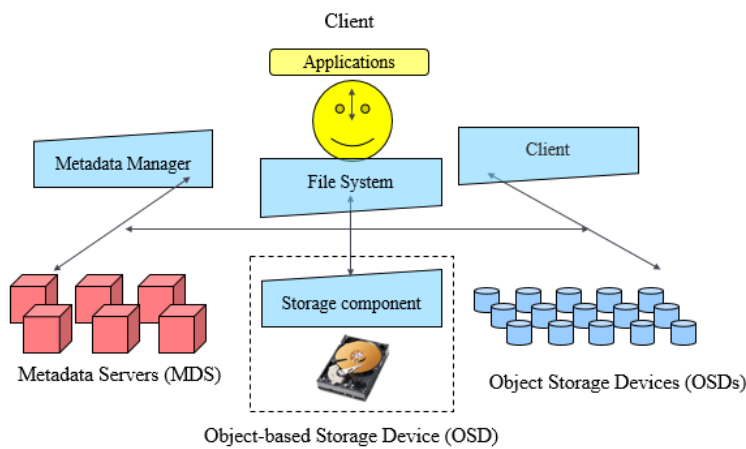 Client
Applications
Metadata Manager
Client
File System
Storage component
Metadata Servers (MDS)
Object Storage Devices (OSDs)
Object-based Storage Device (OSD)